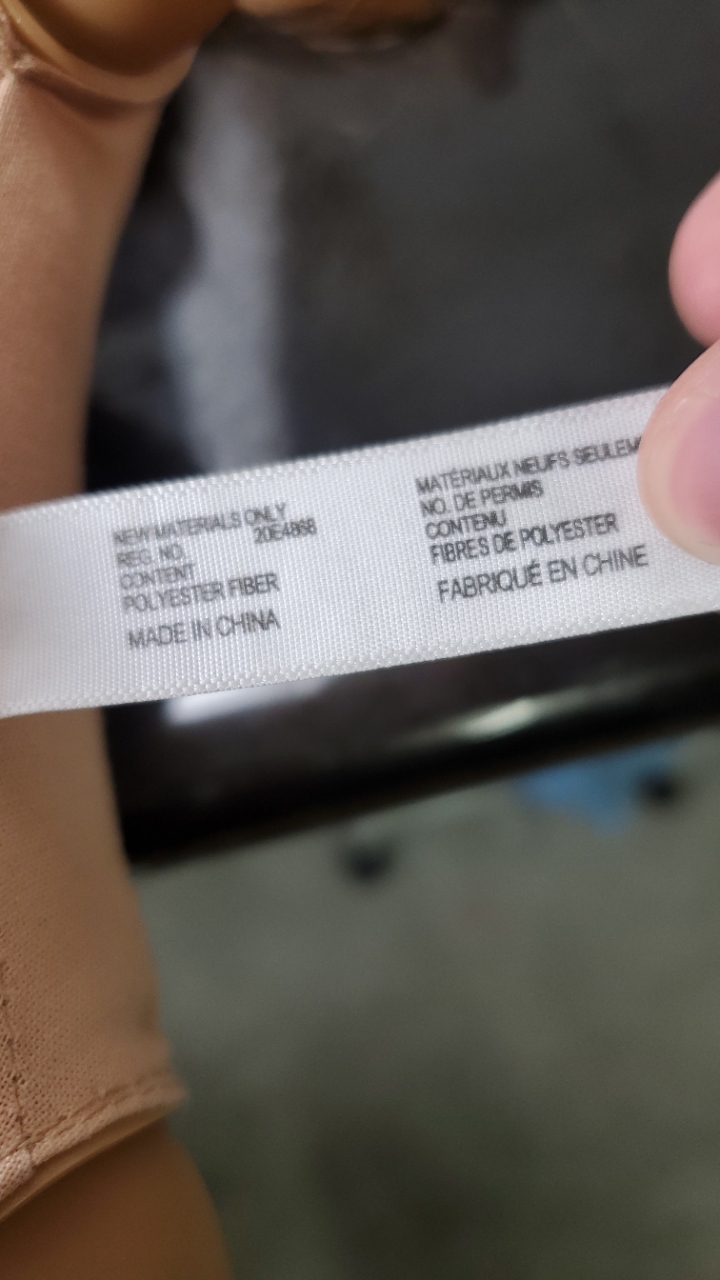 NEW MATERIALS ONLY
REG. NO. 20E4868
CONTENT
POLYESTER FIBER
MADE IN CHINA
MATÉRIAUX NEUFS
NO. DE PERMIS
CONTENU
FIBRES DE POLYESTER
FABRIQUÉ EN CHINE